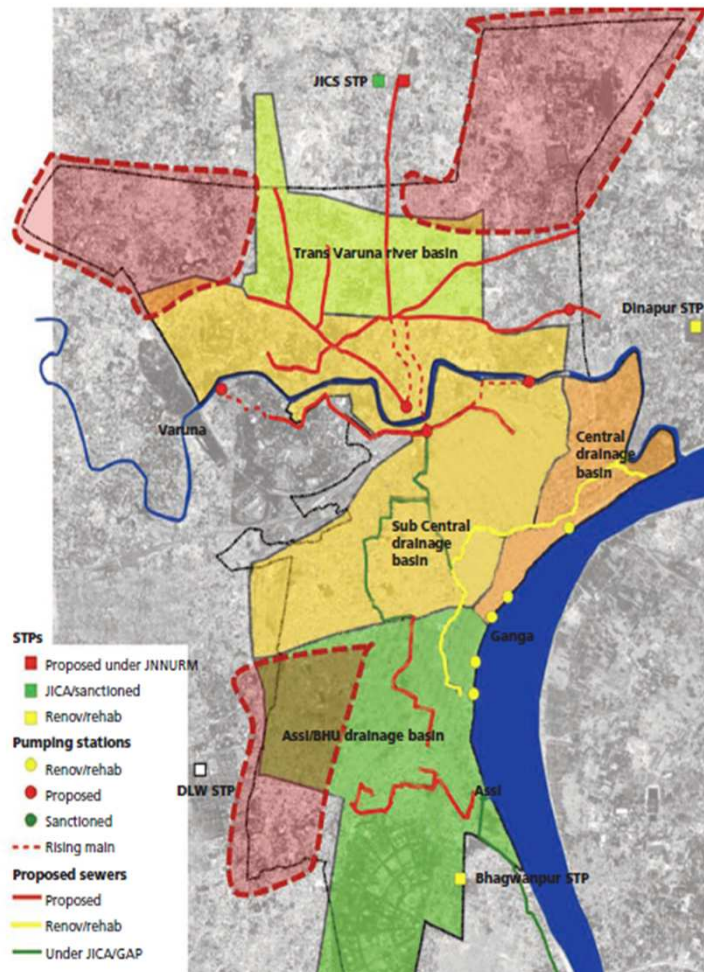 JICS STP
Trans Varuna river basin
Dinapur STP
Varuna
Central
drainage
basin
Sub Central
drainage
basin
Ganga
STPs
Proposed under JNNURM
JICA/sanctioned
Renov/rehab
Pumping stations
Renov/rehab
Proposed
Sanctioned
Rising main
Proposed sewers
Proposed
Renov/rehab
Under JICA/GAP
Assi/BHU drainage basin
DLW STP
Assi
Bhagwanpur STP